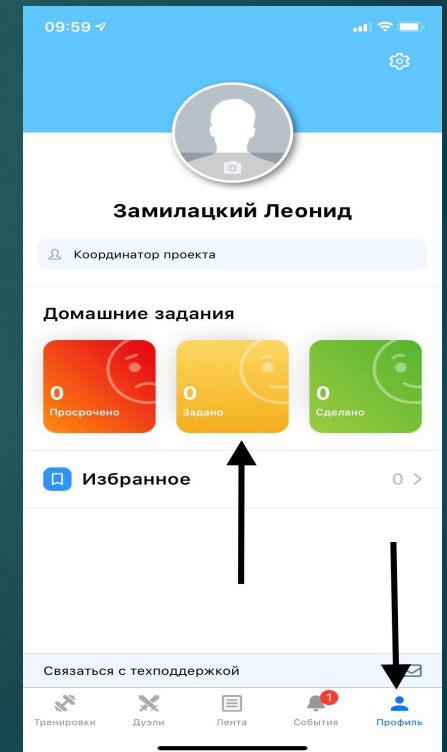 09:59
Замилацкий Леонид
Координатор проекта
Домашние задания
0 0 0
Просрочено Задано Сделано
Избранное 0
Связаться с техподдержкой
1
Тренировки Дуэли Лента События Профиль